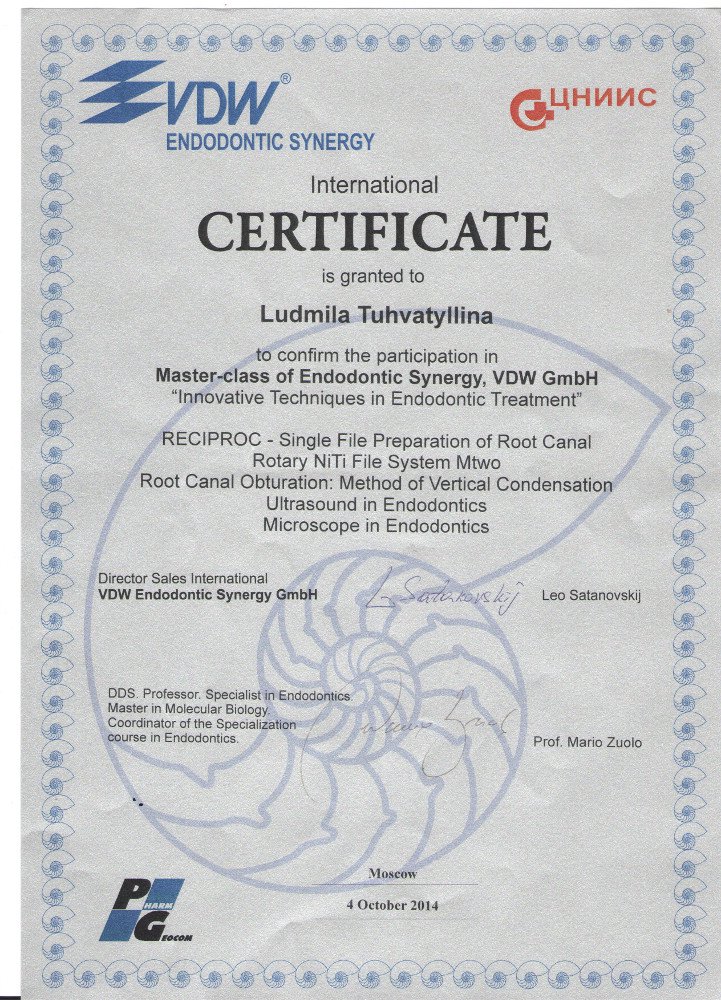 VDW®
ENDODONTIC SYNERGY
ЦНИИС
International
CERTIFICATE
is granted to
Ludmila Tuhvatyllina
to confirm the participation in
Master-class of Endodontic Synergy, VDW GmbH
“Innovative Techniques in Endodontic Treatment”
RECIPROC - Single File Preparation of Root Canal
Rotary NiTi File System Mtwo
Root Canal Obturation: Method of Vertical Condensation
Ultrasound in Endodontics
Microscope in Endodontics
Director Sales International
VDW Endodontic Synergy GmbH
L Satanovskij
Leo Satanovskij
DDS. Professor. Specialist in Endodontics.
Master in Molecular Biology.
Coordinator of the Specialization
course in Endodontics.
Prof. Mario Zuolo
Moscow
4 October 2014
PHARM
GEOCOM